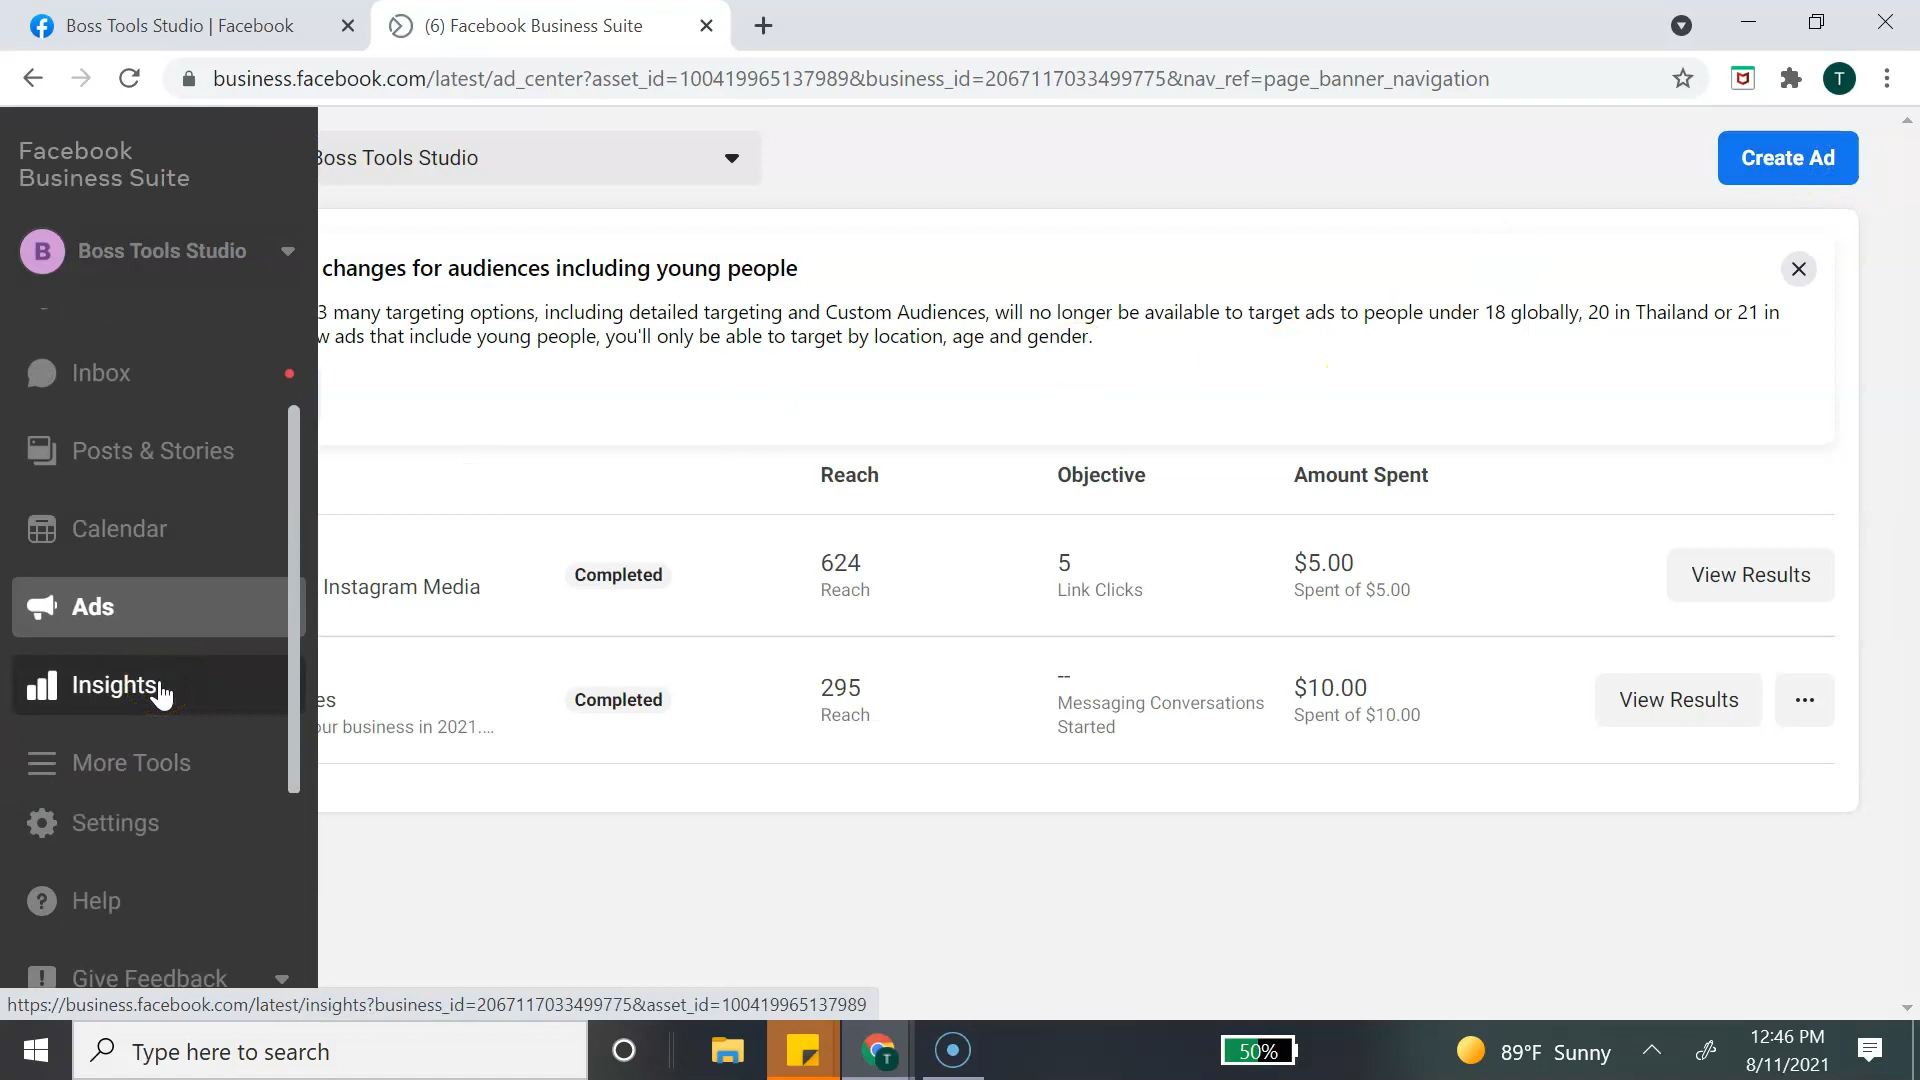 Boss Tools Studio | Facebook
(6) Facebook Business Suite
business.facebook.com/latest/ad_center?asset_id=100419965137989&business_id=2067117033499775&nav_ref=page_banner_navigation
T
Facebook
Business Suite
B Boss Tools Studio
Inbox
Posts & Stories
Calendar
Ads
Insights
More Tools
Settings
Help
Give Feedback
Boss Tools Studio
Create Ad
changes for audiences including young people
3 many targeting options, including detailed targeting and Custom Audiences, will no longer be available to target ads to people under 18 globally, 20 in Thailand or 21 in
w ads that include young people, you'll only be able to target by location, age and gender.
Reach Objective Amount Spent
Instagram Media
Completed
624
Reach
5
Link Clicks
$5.00
Spent of $5.00
View Results
es
our business in 2021....
Completed
295
Reach
--
Messaging Conversations
Started
$10.00
Spent of $10.00
View Results
...
https://business.facebook.com/latest/insights?business_id=2067117033499775&asset_id=100419965137989
Type here to search
T
50%
89°F Sunny
12:46 PM
8/11/2021